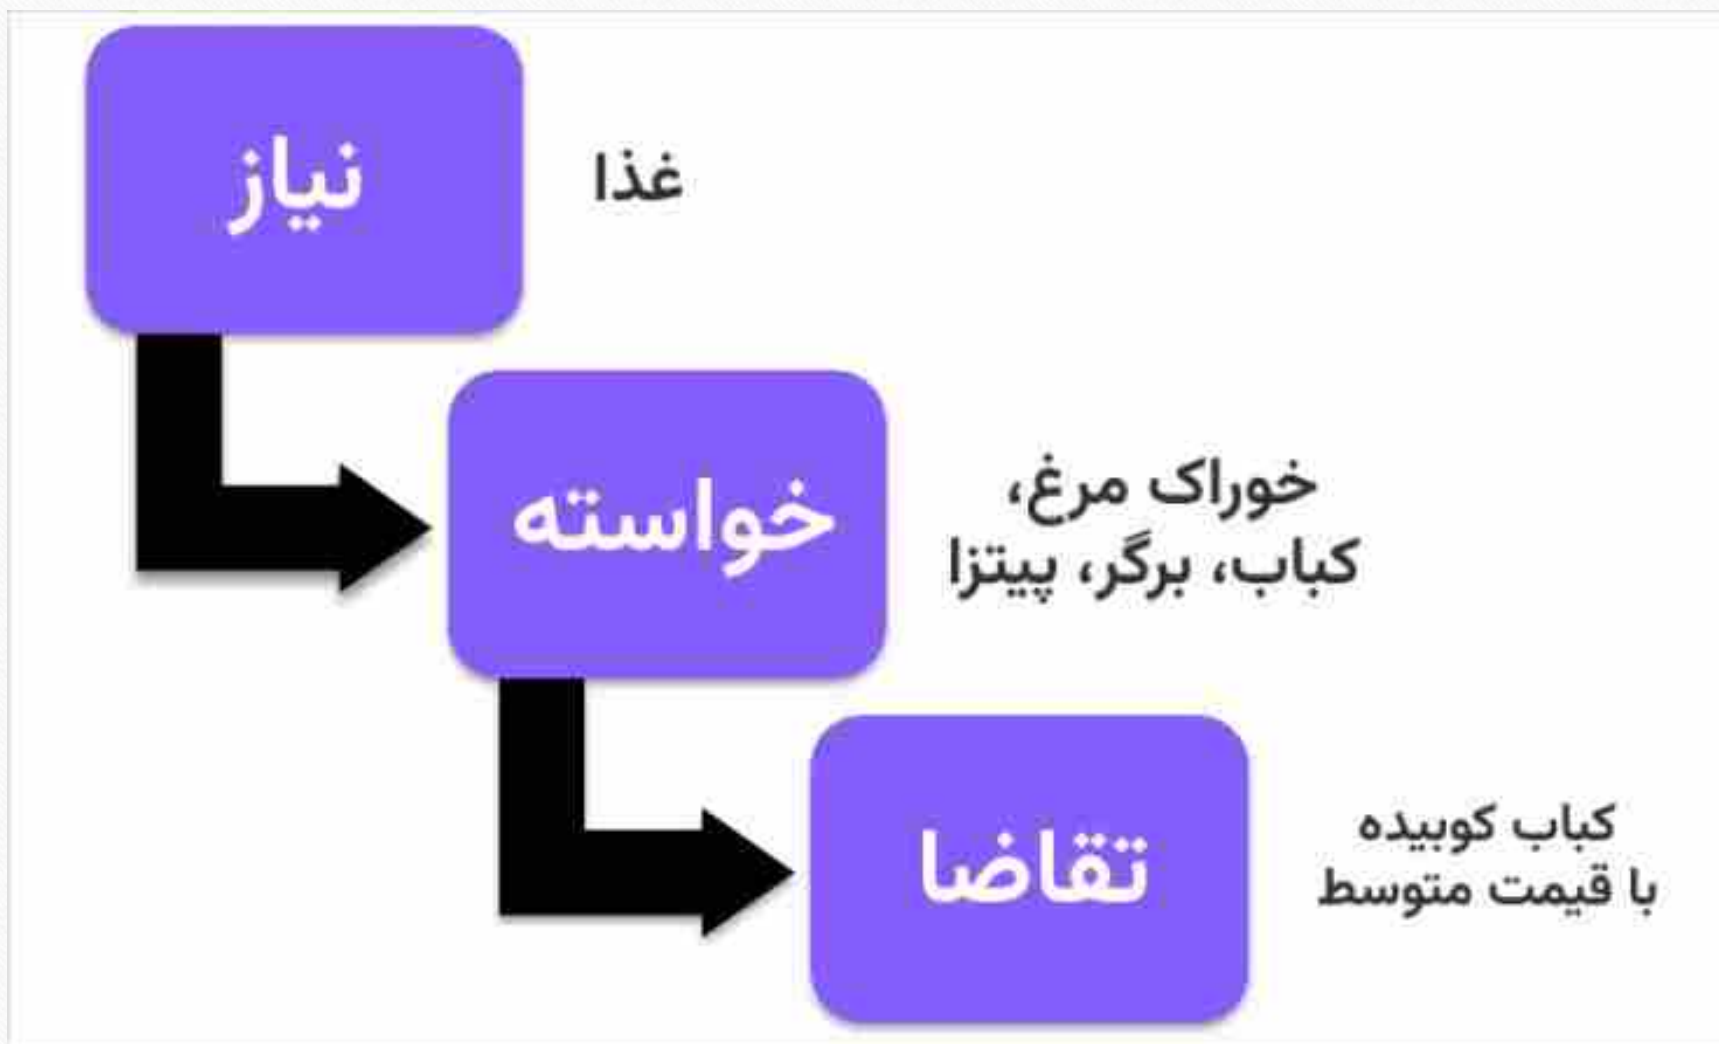 نیاز
غذا
خواسته
خوراک مرغ،
کباب، برگر، پیتزا
تقاضا
کباب کوبیده
با قیمت متوسط